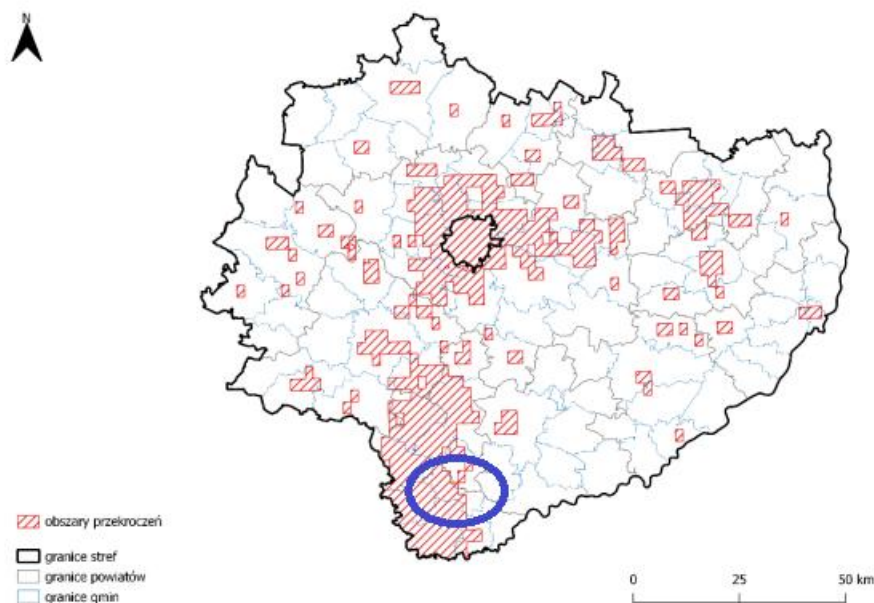 N
obszary przekroczeń
granice stref
granice powiatów
granice gmin
0 25 50 km